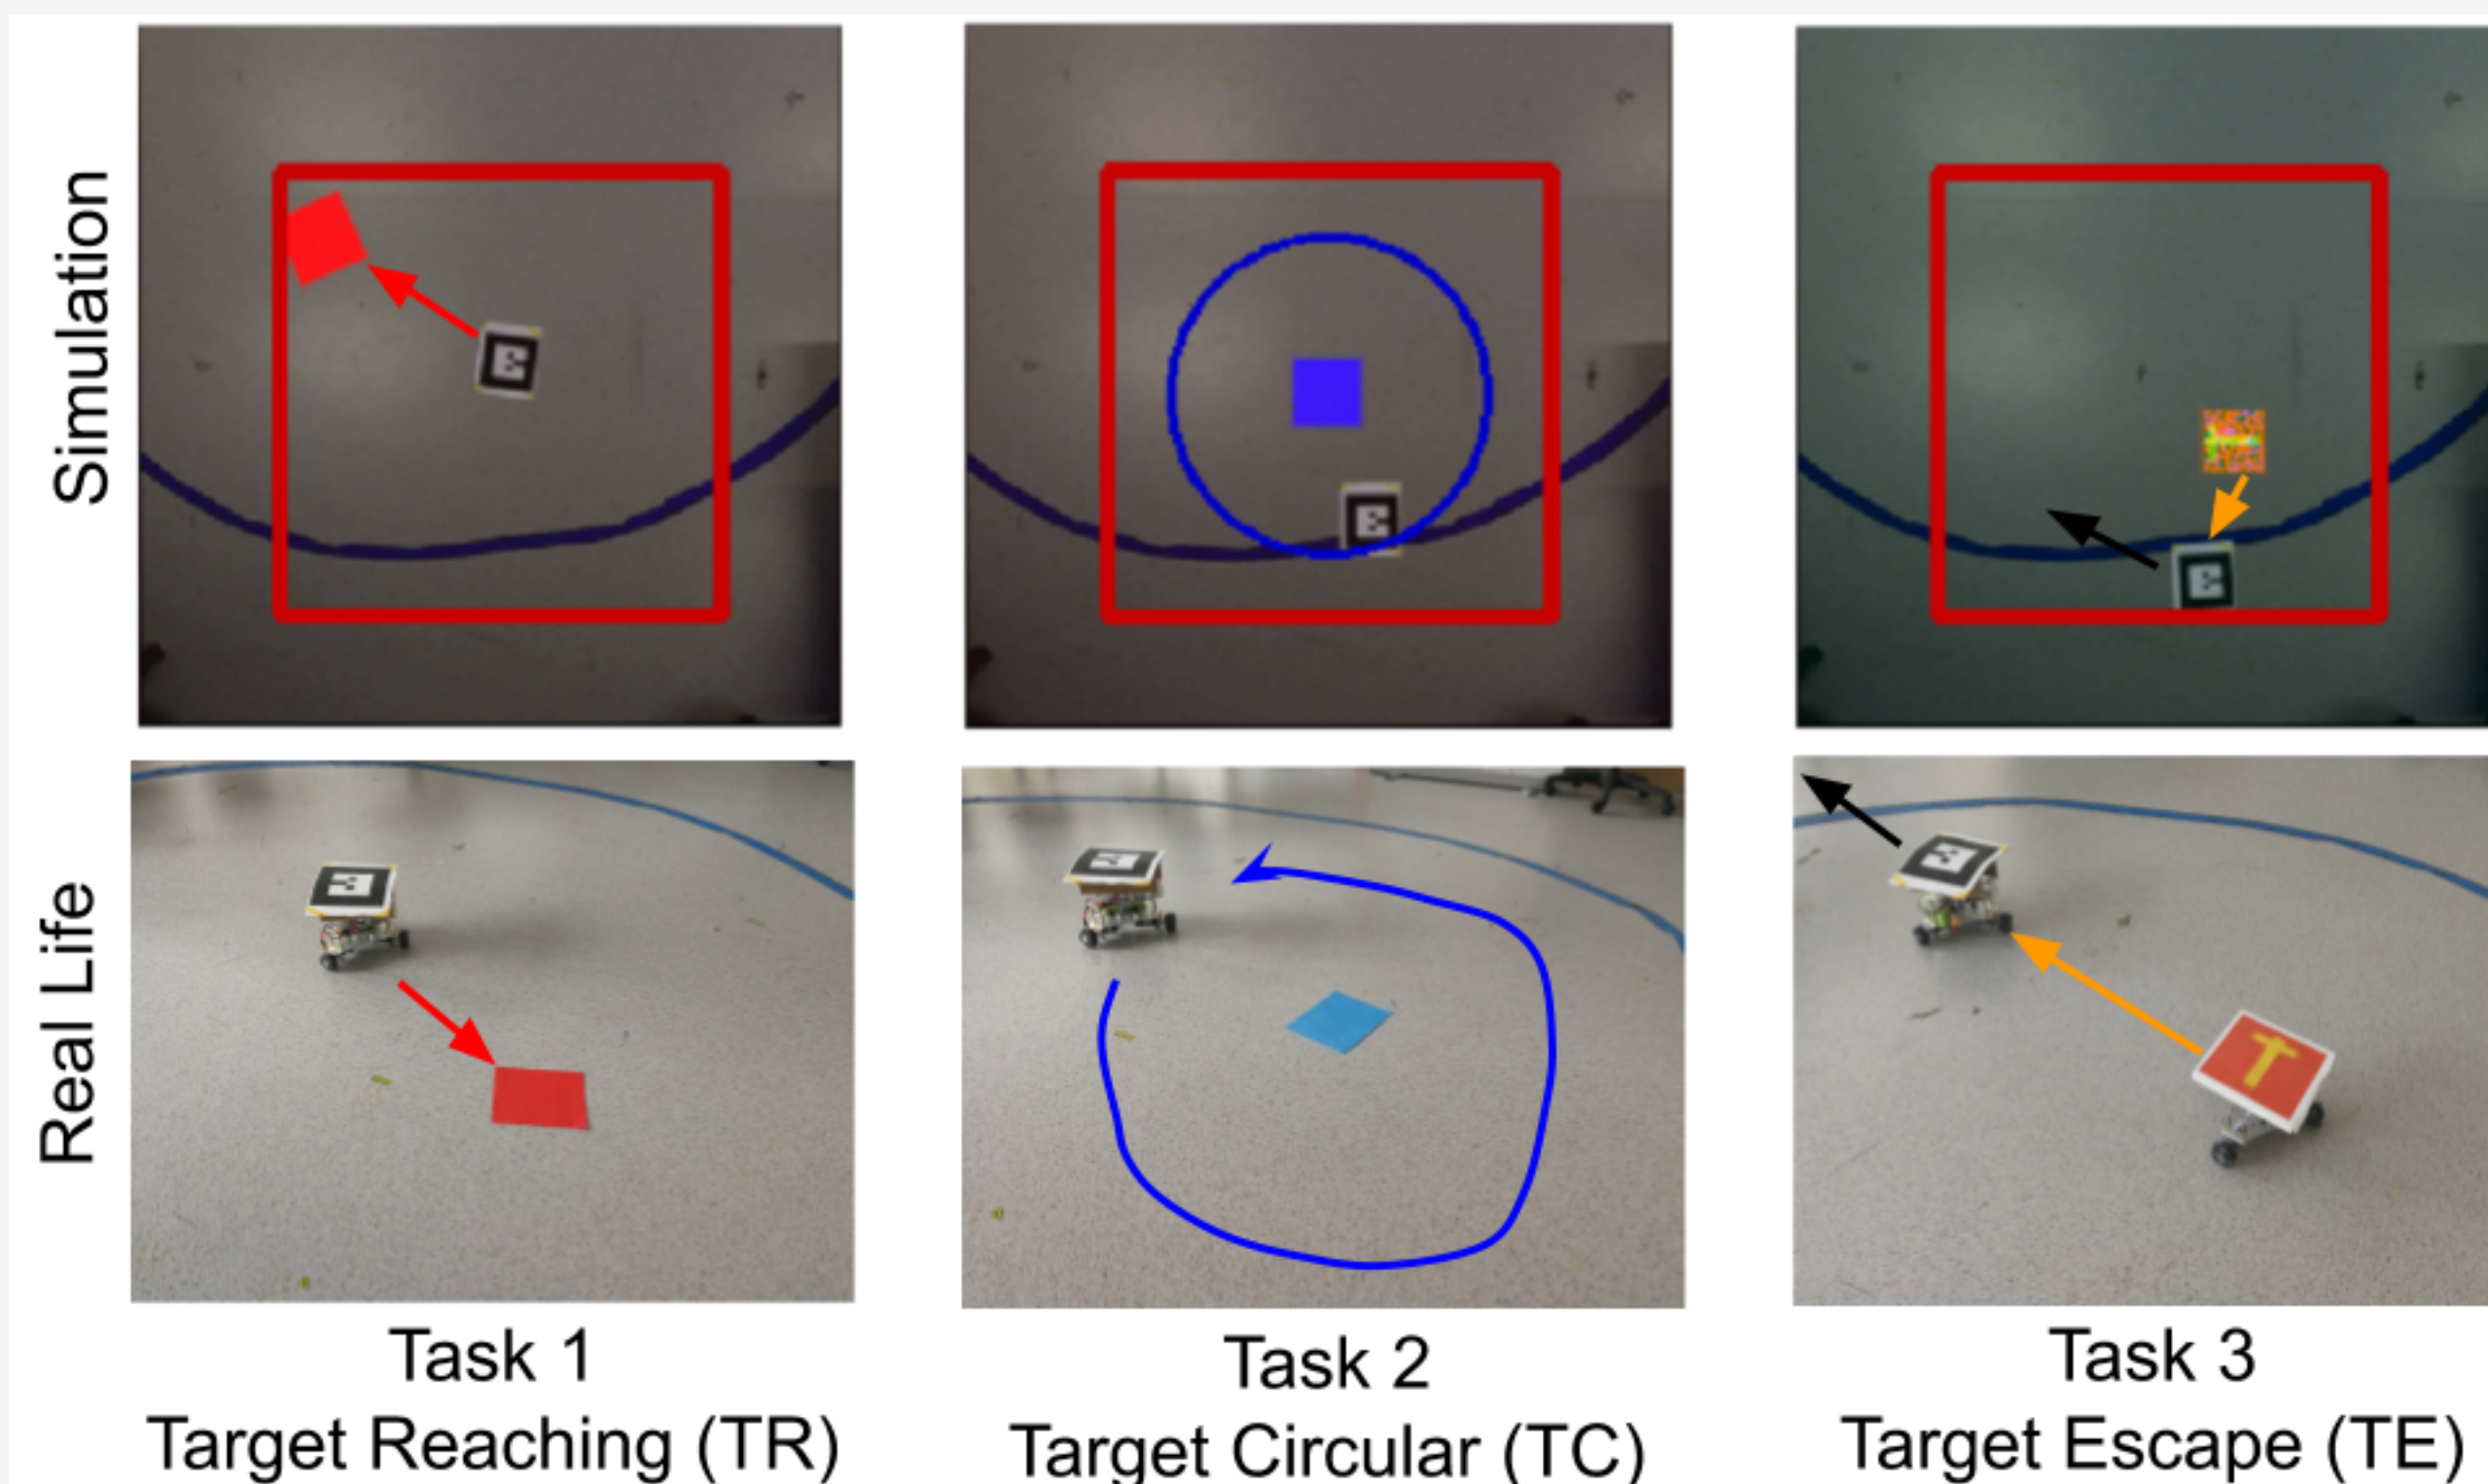 Simulation
Real Life
Task 1
Target Reaching (TR)
Task 2
Target Circular (TC)
Task 3
Target Escape (TE)
T